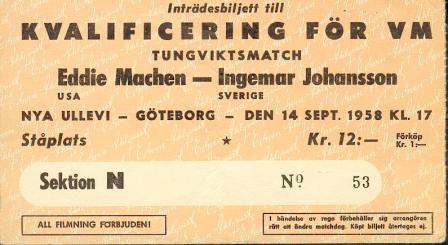 Inträdesbiljett till
KVALIFICERING FÖR VM
TUNGVIKTSMATCH
Eddie Machen — Ingemar Johansson
USA SVERIGE
NYA ULLEVI – GÖTEBORG – DEN 14 SEPT. 1958 KL. 17
Ståplats ★ Kr. 12:— Förköp Kr. 1:—
Sektion N Nº 53
ALL FILMNING FÖRBJUDEN!
I händelse av regn förbehåller sig arrangören
rätt att ändra matchdag. Köpt biljett återtages ej.